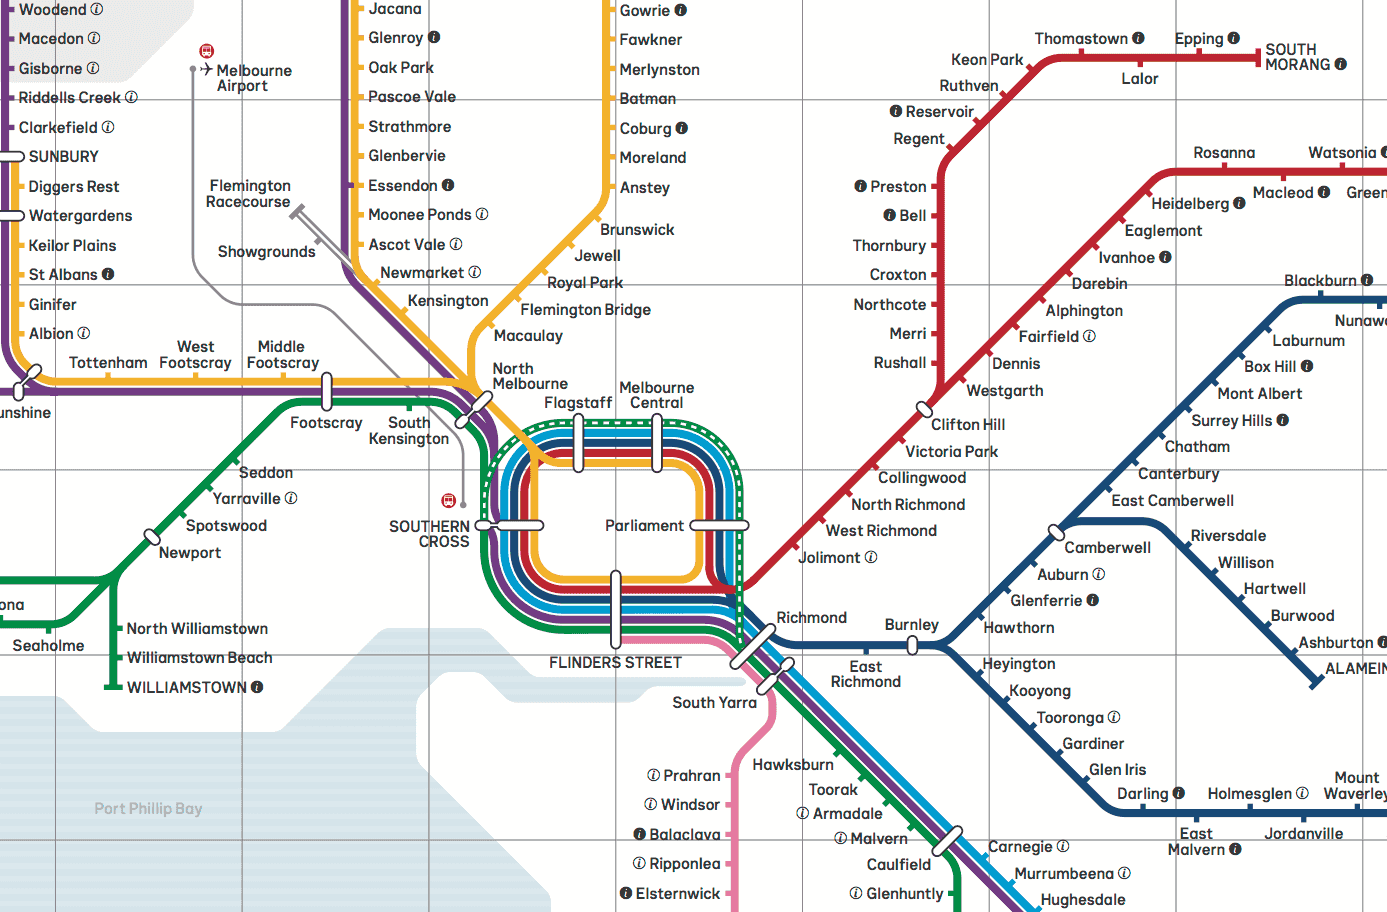 Woodend
Macedon
Gisborne
Riddells Creek
Clarkefield
SUNBURY
Diggers Rest
Watergardens
Keilor Plains
St Albans
Ginifer
Albion
unshine
Tottenham
West
Footscray
Middle
Footscray
Footscray
South
Kensington
Melbourne
Airport
Flemington
Racecourse
Showgrounds
Jacana
Glenroy
Oak Park
Pascoe Vale
Strathmore
Glenbervie
Essendon
Moonee Ponds
Ascot Vale
Newmarket
Kensington
Gowrie
Fawkner
Merlynston
Batman
Coburg
Moreland
Anstey
Brunswick
Jewell
Royal Park
Flemington Bridge
Macaulay
North
Melbourne
Flagstaff
Melbourne
Central
Parliament
SOUTHERN
CROSS
FLINDERS STREET
Seddon
Yarraville
Spotswood
Newport
ona
Seaholme
North Williamstown
Williamstown Beach
WILLIAMSTOWN
Port Phillip Bay
Thomastown
Epping
SOUTH
MORANG
Lalor
Keon Park
Ruthven
Reservoir
Regent
Preston
Bell
Thornbury
Croxton
Northcote
Merri
Rushall
Rosanna
Watsonia
Macleod
Green
Heidelberg
Eaglemont
Ivanhoe
Darebin
Alphington
Fairfield
Dennis
Westgarth
Clifton Hill
Victoria Park
Collingwood
North Richmond
West Richmond
Jolimont
Blackburn
Nunaw
Laburnum
Box Hill
Mont Albert
Surrey Hills
Chatham
Canterbury
East Camberwell
Camberwell
Auburn
Glenferrie
Hawthorn
Riversdale
Willison
Hartwell
Burwood
Ashburton
ALAMEIN
Richmond
East
Richmond
Burnley
Heyington
Kooyong
Tooronga
Gardiner
Glen Iris
Darling
East
Malvern
Holmesglen
Jordanville
Mount
Waverley
South Yarra
Prahran
Windsor
Balaclava
Ripponlea
Elsternwick
Hawksburn
Toorak
Armadale
Malvern
Caulfield
Glenhuntly
Carnegie
Murrumbeena
Hughesdale